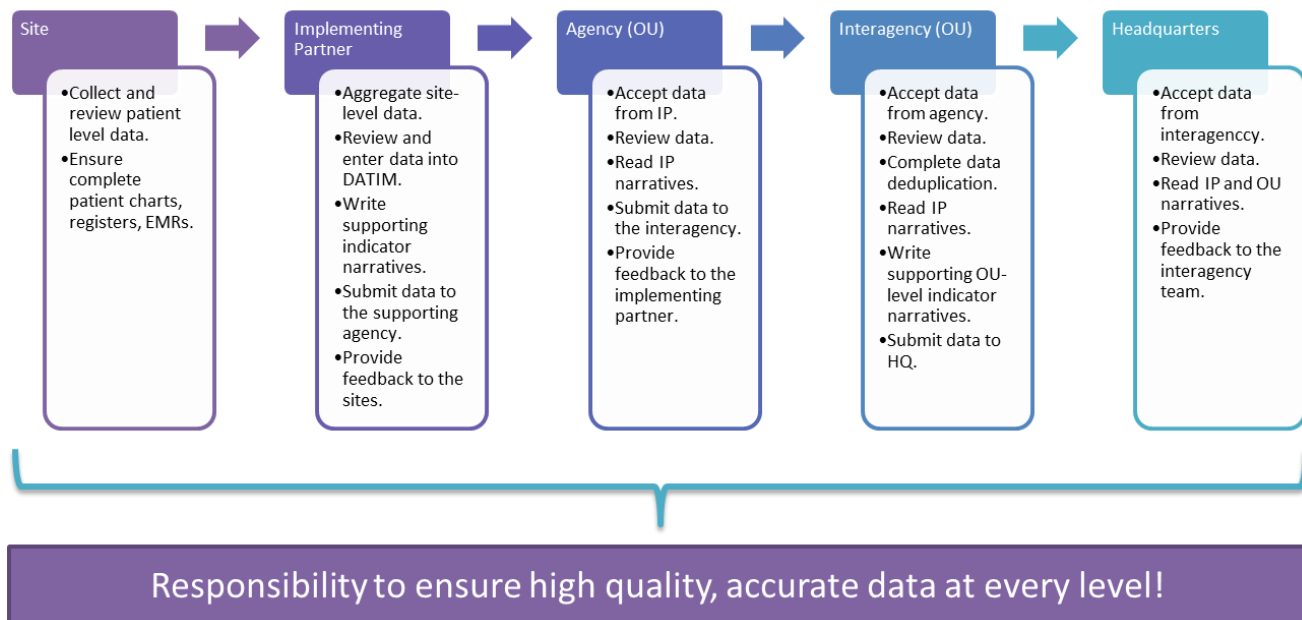 Site
•Collect and
review patient
level data.
•Ensure
complete
patient charts,
registers, EMRs.
Implementing
Partner
•Aggregate site-
level data.
•Review and
enter data into
DATIM.
•Write
supporting
indicator
narratives.
•Submit data to
the supporting
agency.
•Provide
feedback to the
sites.
Agency (OU)
•Accept data
from IP.
•Review data.
•Read IP
narratives.
•Submit data to
the interagency.
•Provide
feedback to the
implementing
partner.
Interagency (OU)
•Accept data
from agency.
•Review data.
•Complete data
deduplication.
•Read IP
narratives.
•Write
supporting OU-
level indicator
narratives.
•Submit data to
HQ.
Headquarters
•Accept data
from
interagenccy.
•Review data.
•Read IP and OU
narratives.
•Provide
feedback to the
interagency
team.
Responsibility to ensure high quality, accurate data at every level!